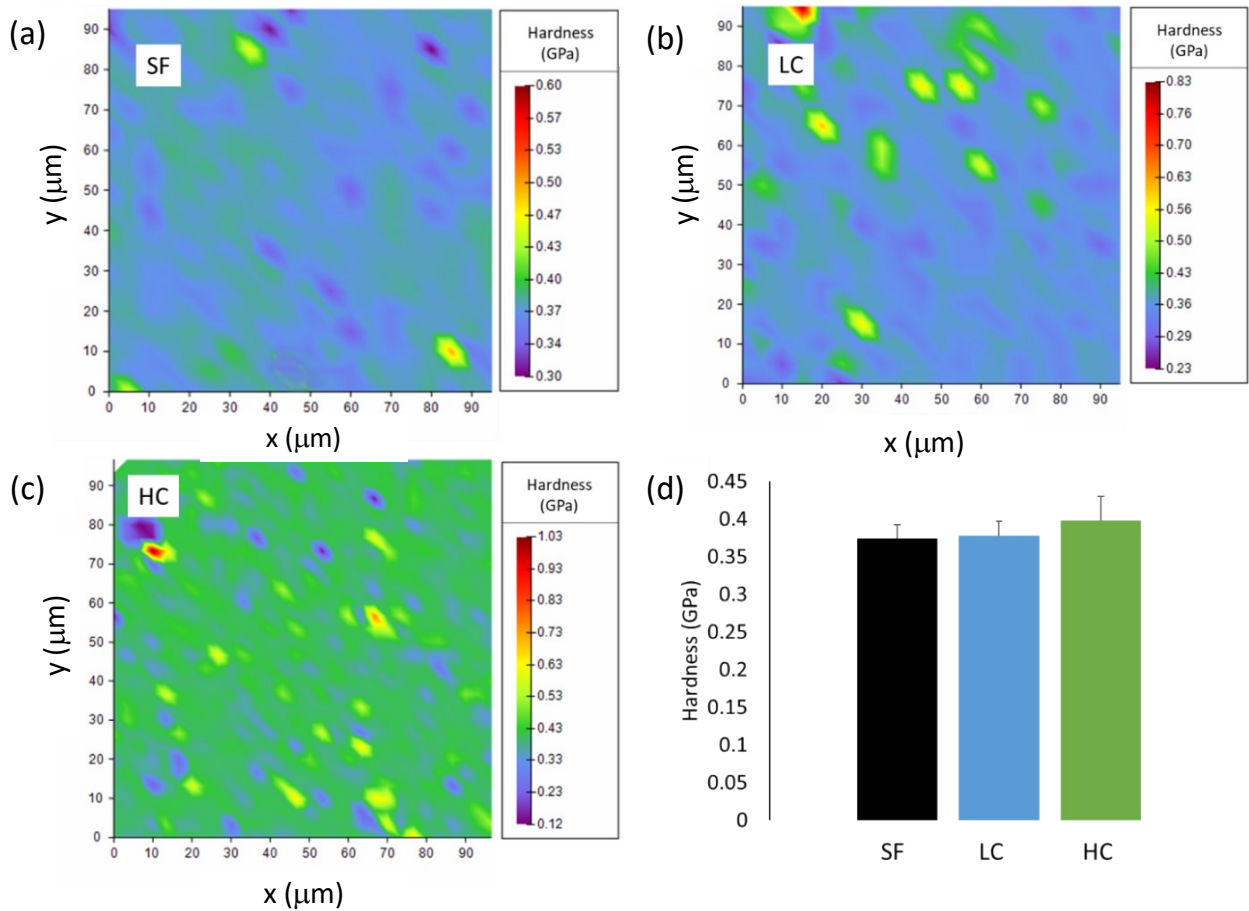 (a)
SF
90
80
70
60
50
40
30
20
10
0
y (μm)
0 10 20 30 40 50 60 70 80 90
x (μm)
Hardness
(GPa)
0.60
0.57
0.53
0.50
0.47
0.43
0.40
0.37
0.34
0.30
(b)
LC
90
80
70
60
50
40
30
20
10
0
y (μm)
0 10 20 30 40 50 60 70 80 90
x (μm)
Hardness
(GPa)
0.83
0.76
0.70
0.63
0.56
0.50
0.43
0.36
0.29
0.23
(c)
HC
90
80
70
60
50
40
30
20
10
0
y (μm)
0 10 20 30 40 50 60 70 80 90
x (μm)
Hardness
(GPa)
1.03
0.93
0.83
0.73
0.63
0.53
0.43
0.33
0.23
0.12
(d)
0.45
0.4
0.35
0.3
0.25
0.2
0.15
0.1
0.05
0
Hardness (GPa)
SF LC HC